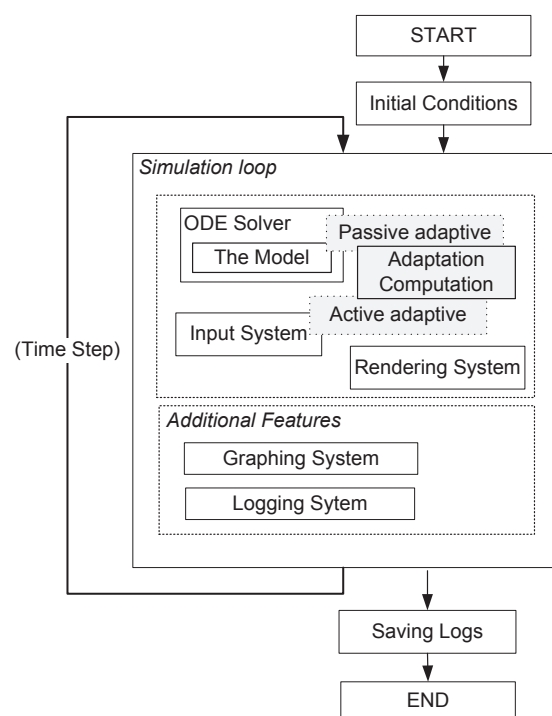 START
Initial Conditions
Simulation loop
ODE Solver
Passive adaptive
The Model
Adaptation
Computation
Active adaptive
Input System
(Time Step)
Rendering System
Additional Features
Graphing System
Logging Sytem
Saving Logs
END